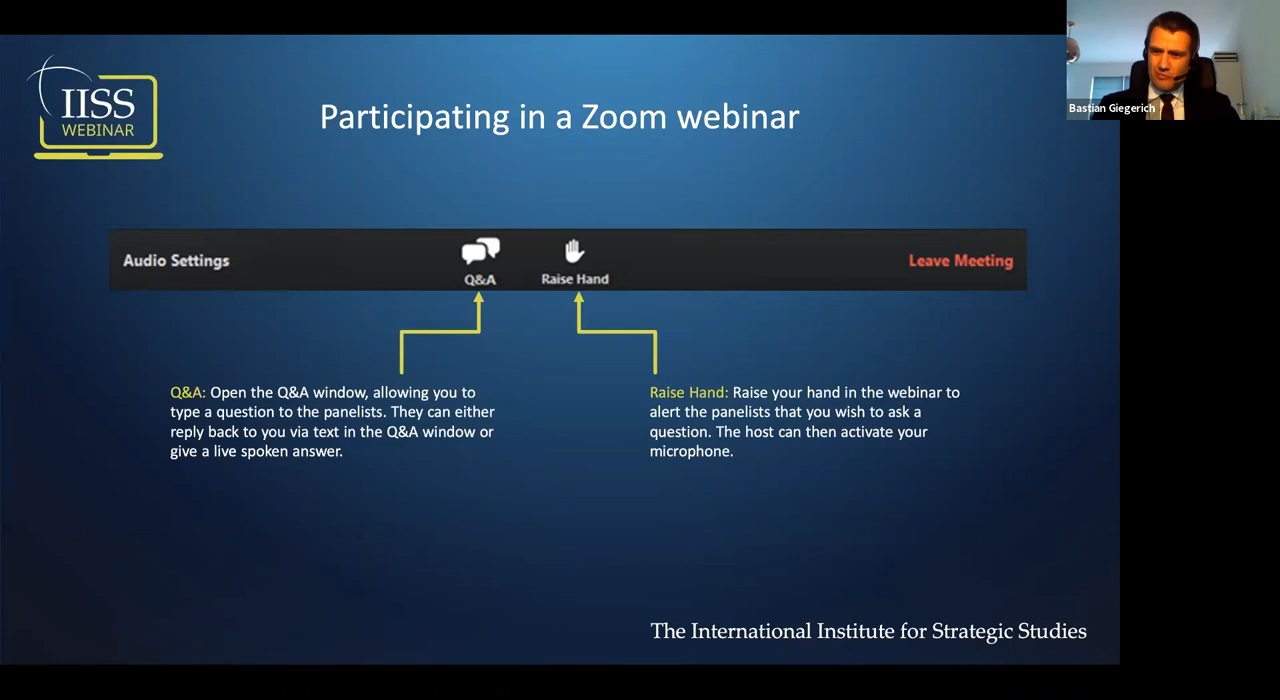 IISS
WEBINAR
Participating in a Zoom webinar
Bastian Giegerich
Audio Settings
Q&A
Raise Hand
Leave Meeting
Q&A: Open the Q&A window, allowing you to
type a question to the panelists. They can either
reply back to you via text in the Q&A window or
give a live spoken answer.
Raise Hand: Raise your hand in the webinar to
alert the panelists that you wish to ask a
question. The host can then activate your
microphone.
The International Institute for Strategic Studies